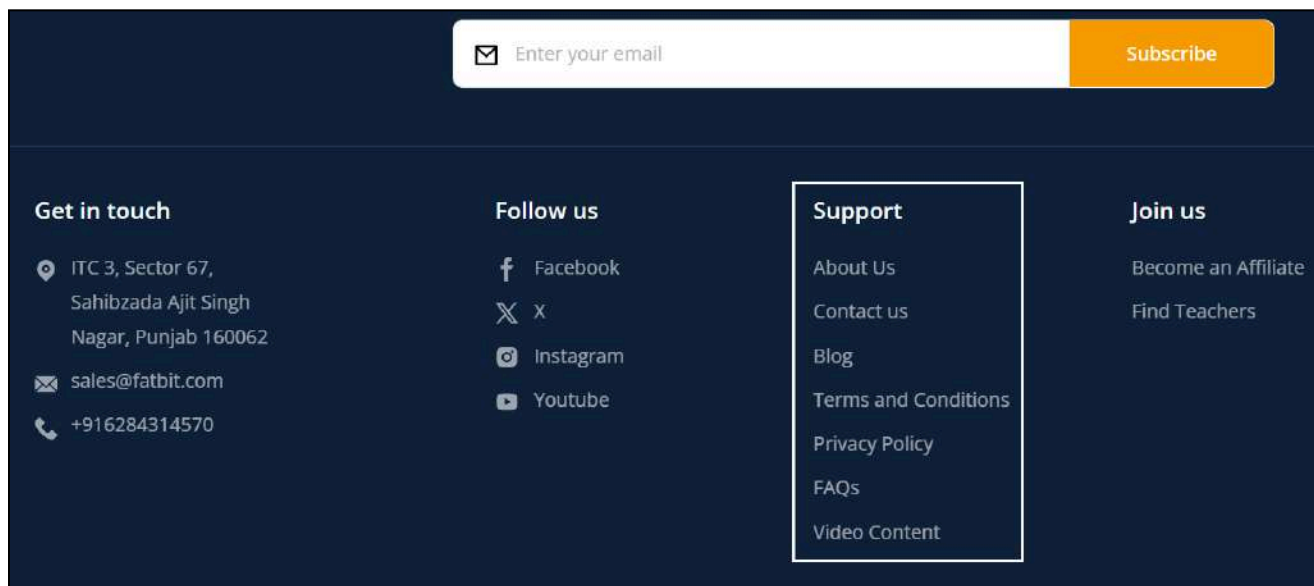 Enter your email
Subscribe
Get in touch
ITC 3, Sector 67,
Sahibzada Ajit Singh
Nagar, Punjab 160062
sales@fatbit.com
+916284314570
Follow us
Facebook
X
Instagram
Youtube
Support
About Us
Contact us
Blog
Terms and Conditions
Privacy Policy
FAQs
Video Content
Join us
Become an Affiliate
Find Teachers